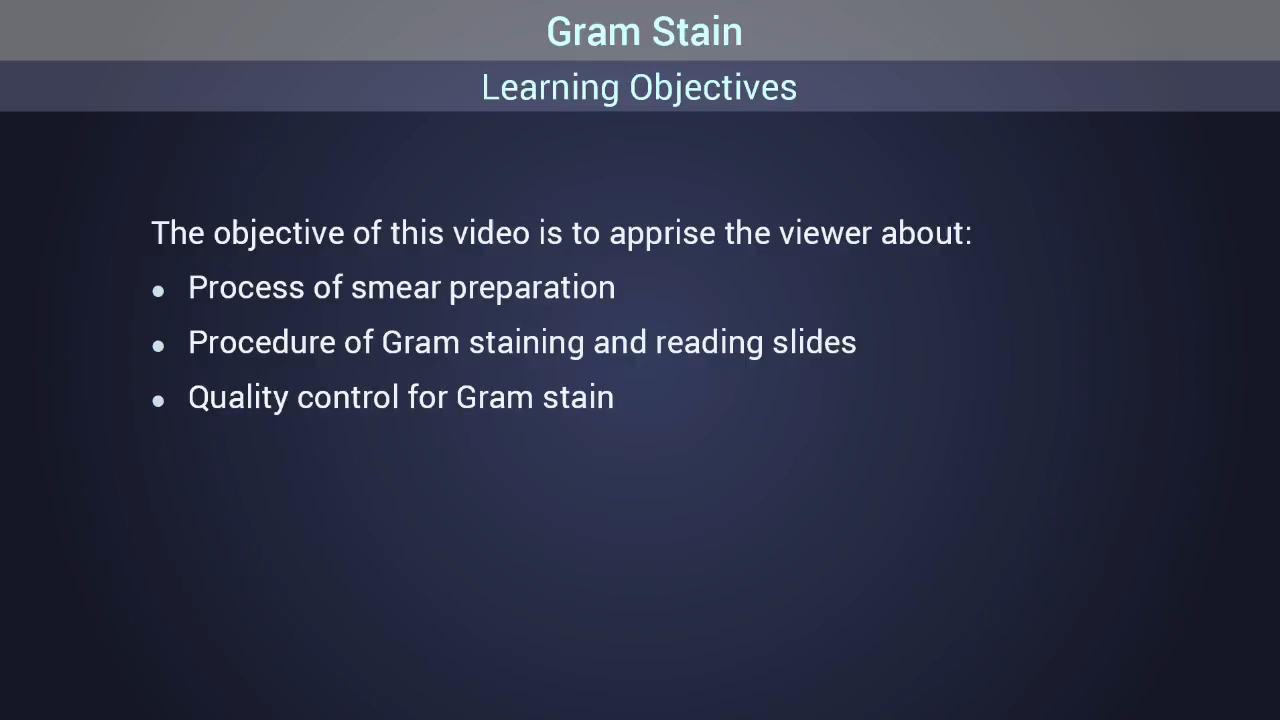 Gram Stain
Learning Objectives
The objective of this video is to apprise the viewer about:
• Process of smear preparation
• Procedure of Gram staining and reading slides
• Quality control for Gram stain